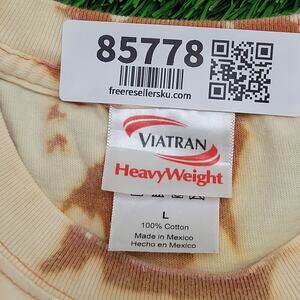 85778
freeresellersku.com
VIATRAN
HeavyWeight
L
100% Cotton
Made in Mexico
Hecho en Mexico